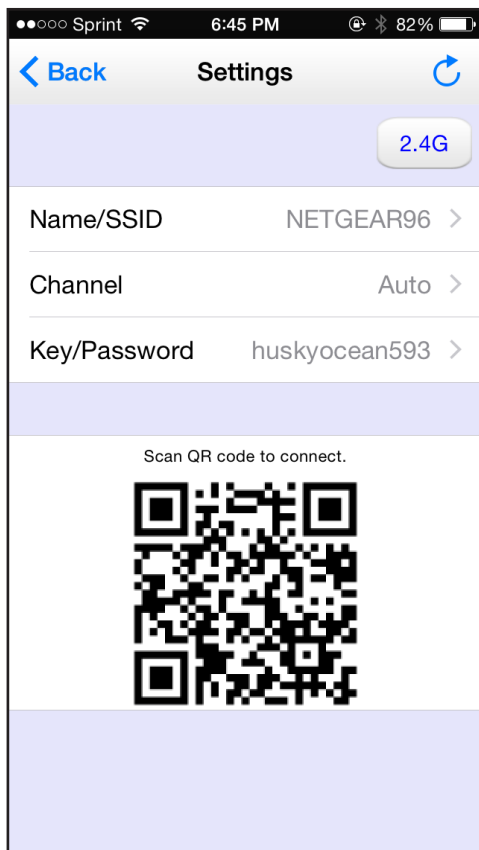 Sprint 6:45 PM 82%
Back Settings
2.4G
Name/SSID NETGEAR96
Channel Auto
Key/Password huskyocean593
Scan QR code to connect.